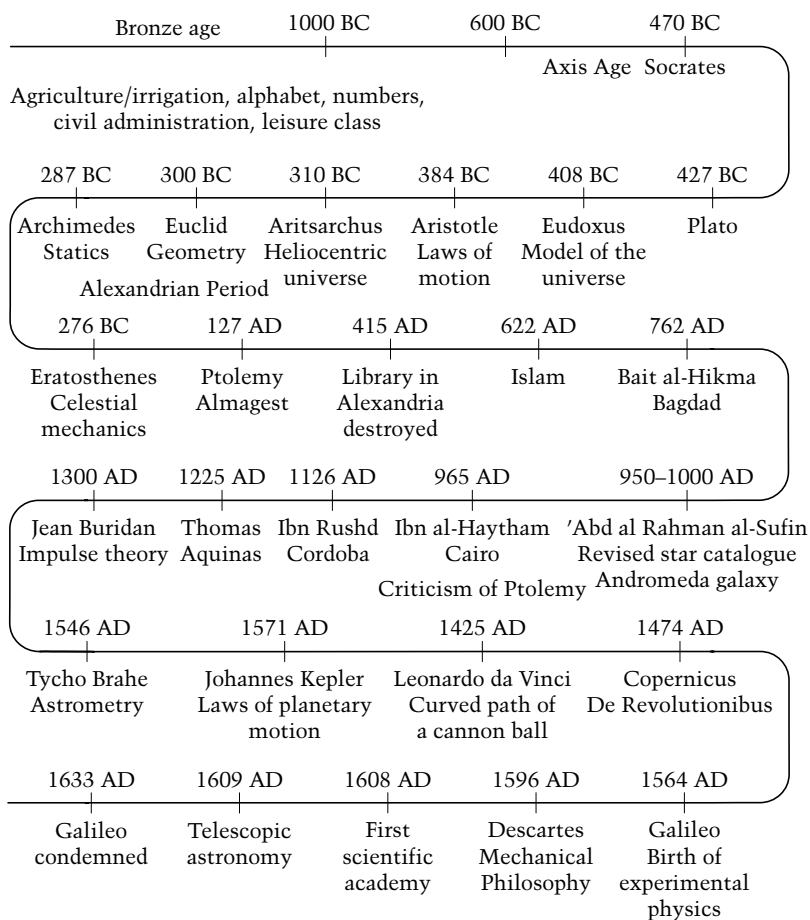 Bronze age 1000 BC 600 BC 470 BC
Axis Age Socrates
Agriculture/irrigation, alphabet, numbers,
civil administration, leisure class
287 BC 300 BC 310 BC 384 BC 408 BC 427 BC
Archimedes Euclid Aritsarchus Aristotle Eudoxus Plato
Statics Geometry Heliocentric Laws of Model of the
universe motion universe
Alexandrian Period
276 BC 127 AD 415 AD 622 AD 762 AD
Eratosthenes Ptolemy Library in Islam Bait al-Hikma
Celestial Almagest Alexandria Bagdad
mechanics destroyed
1300 AD 1225 AD 1126 AD 965 AD 950–1000 AD
Jean Buridan Thomas Ibn Rushd Ibn al-Haytham 'Abd al Rahman al-Sufin
Impulse theory Aquinas Cordoba Cairo Revised star catalogue
Criticism of Ptolemy Andromeda galaxy
1546 AD 1571 AD 1425 AD 1474 AD
Tycho Brahe Johannes Kepler Leonardo da Vinci Copernicus
Astrometry Laws of planetary Curved path of De Revolutionibus
motion a cannon ball
1633 AD 1609 AD 1608 AD 1596 AD 1564 AD
Galileo Telescopic First Descartes Galileo
condemned astronomy scientific Mechanical Birth of
academy Philosophy experimental
physics